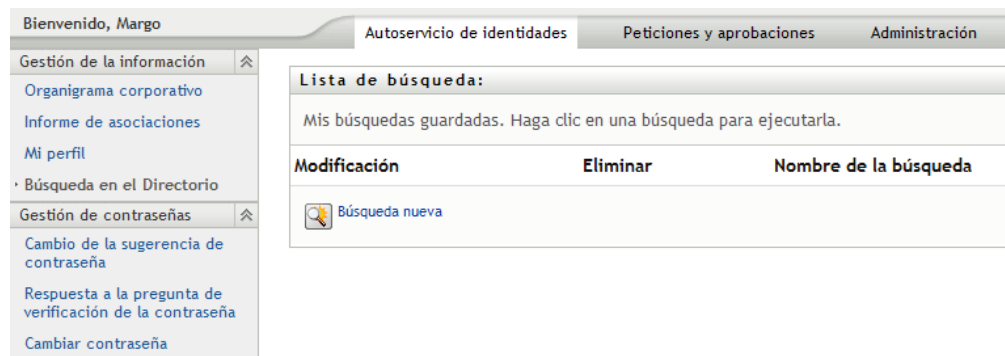 Bienvenido, Margo
Autoservicio de identidades Peticiones y aprobaciones Administración
Gestión de la información
Organigrama corporativo
Informe de asociaciones
Mi perfil
Búsqueda en el Directorio
Gestión de contraseñas
Cambio de la sugerencia de
contraseña
Respuesta a la pregunta de
verificación de la contraseña
Cambiar contraseña
Lista de búsqueda:
Mis búsquedas guardadas. Haga clic en una búsqueda para ejecutarla.
Modificación Eliminar Nombre de la búsqueda
Búsqueda nueva